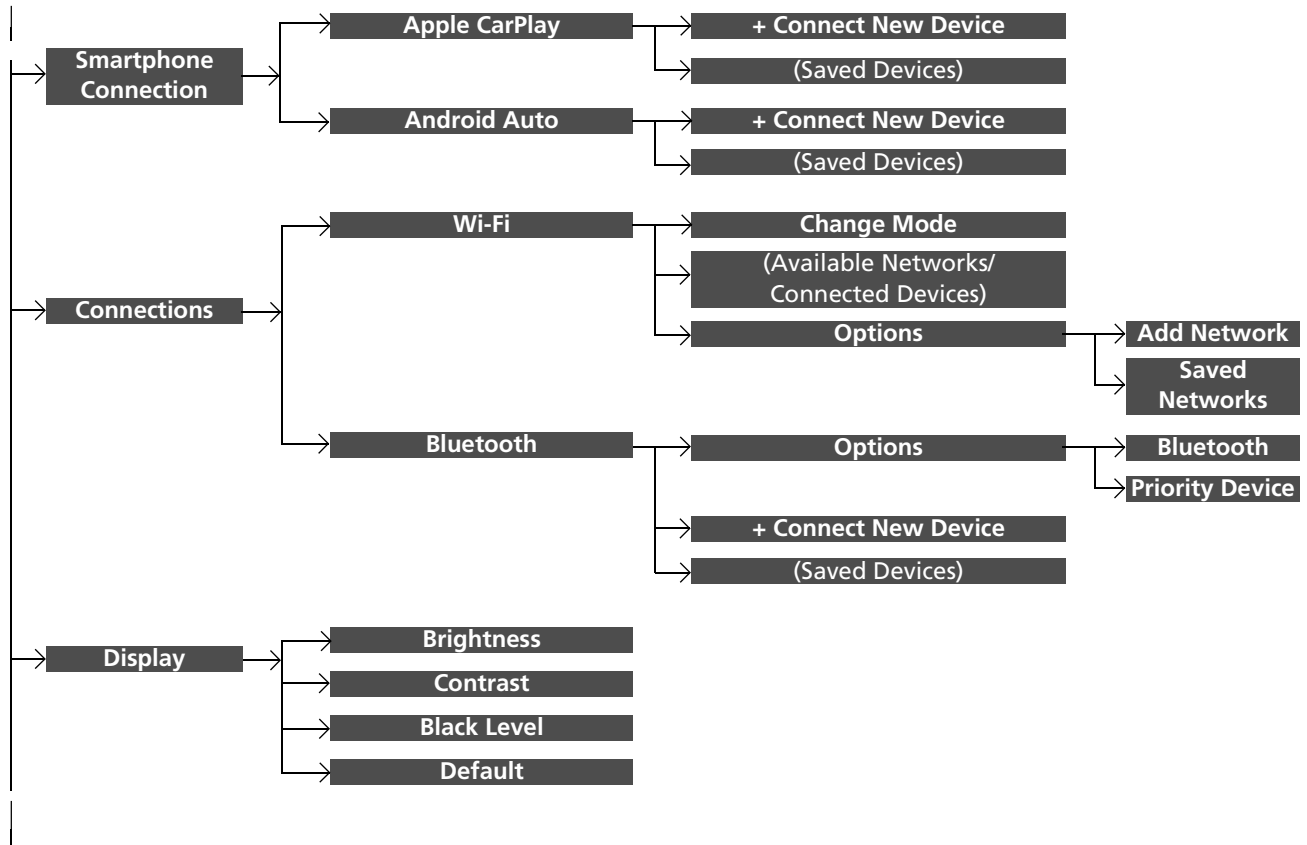 Smartphone
Connection
Apple CarPlay
+ Connect New Device
(Saved Devices)
Android Auto
+ Connect New Device
(Saved Devices)
Connections
Wi-Fi
Change Mode
(Available Networks/
Connected Devices)
Options
Add Network
Saved
Networks
Bluetooth
Options
Bluetooth
Priority Device
+ Connect New Device
(Saved Devices)
Display
Brightness
Contrast
Black Level
Default